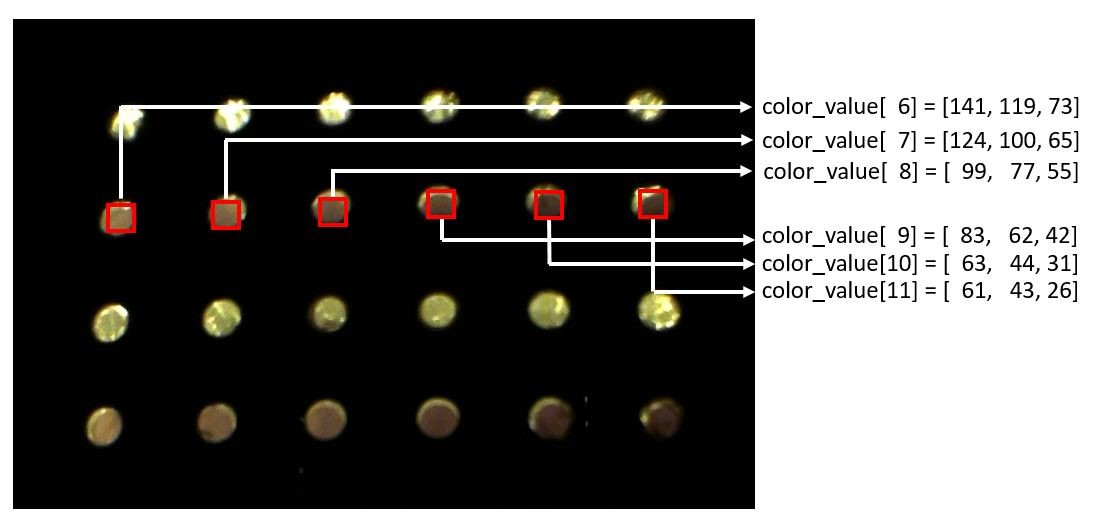 color_value[ 6] = [141, 119, 73]
color_value[ 7] = [124, 100, 65]
color_value[ 8] = [ 99, 77, 55]
color_value[ 9] = [ 83, 62, 42]
color_value[10] = [ 63, 44, 31]
color_value[11] = [ 61, 43, 26]